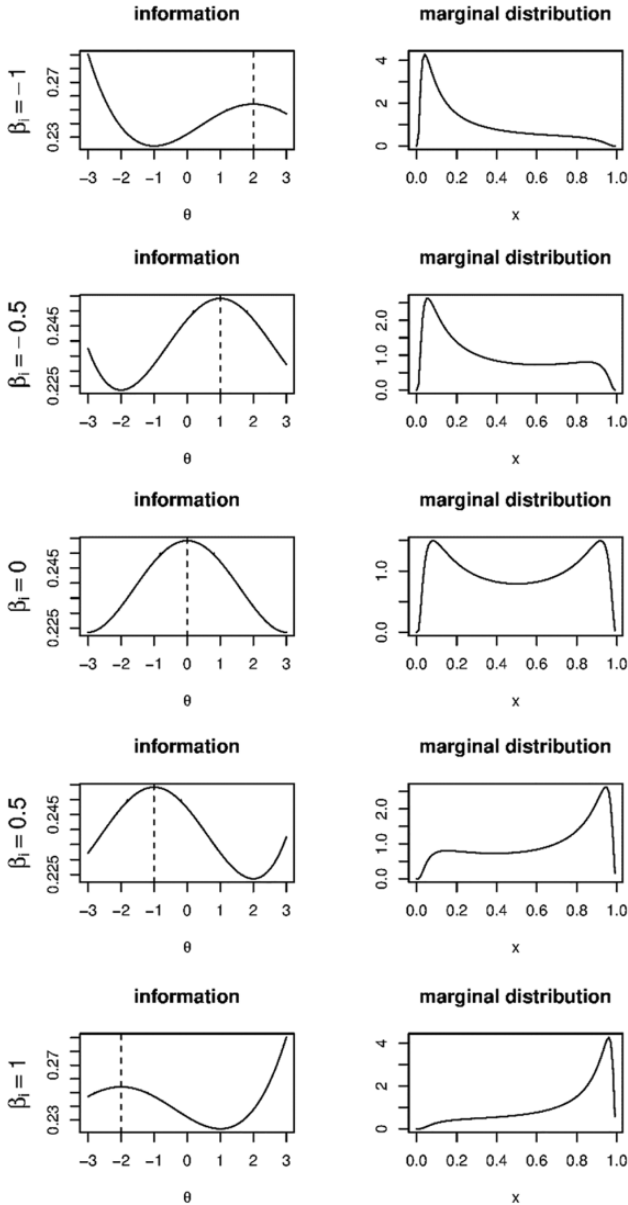 information marginal distribution
βi = −1
0.27
0.23
−3 −2 −1 0 1 2 3
θ
4
2
0
0.0 0.2 0.4 0.6 0.8 1.0
x
information marginal distribution
βi = −0.5
0.245
0.225
−3 −2 −1 0 1 2 3
θ
2.0
1.0
0.0
0.0 0.2 0.4 0.6 0.8 1.0
x
information marginal distribution
βi = 0
0.245
0.225
−3 −2 −1 0 1 2 3
θ
1.0
0.0
0.0 0.2 0.4 0.6 0.8 1.0
x
information marginal distribution
βi = 0.5
0.245
0.225
−3 −2 −1 0 1 2 3
θ
2.0
1.0
0.0
0.0 0.2 0.4 0.6 0.8 1.0
x
information marginal distribution
βi = 1
0.27
0.23
−3 −2 −1 0 1 2 3
θ
4
2
0
0.0 0.2 0.4 0.6 0.8 1.0
x